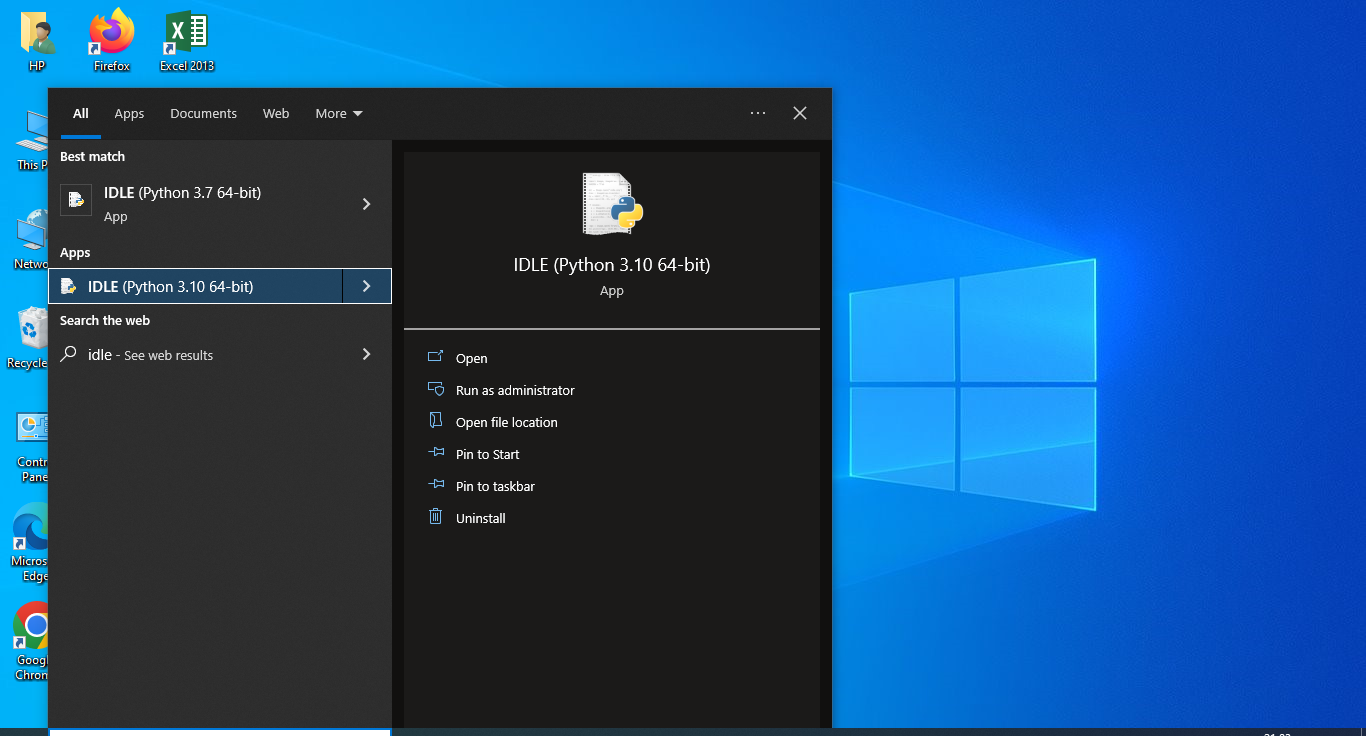 HP
Firefox
Excel 2013
All
Apps
Documents
Web
More
Best match
IDLE (Python 3.7 64-bit)
App
Apps
IDLE (Python 3.10 64-bit)
Search the web
idle - See web results
IDLE (Python 3.10 64-bit)
App
Open
Run as administrator
Open file location
Pin to Start
Pin to taskbar
Uninstall
This P
Netwo
Recycle
Contr
Pane
Micros
Edge
Goog
Chrom